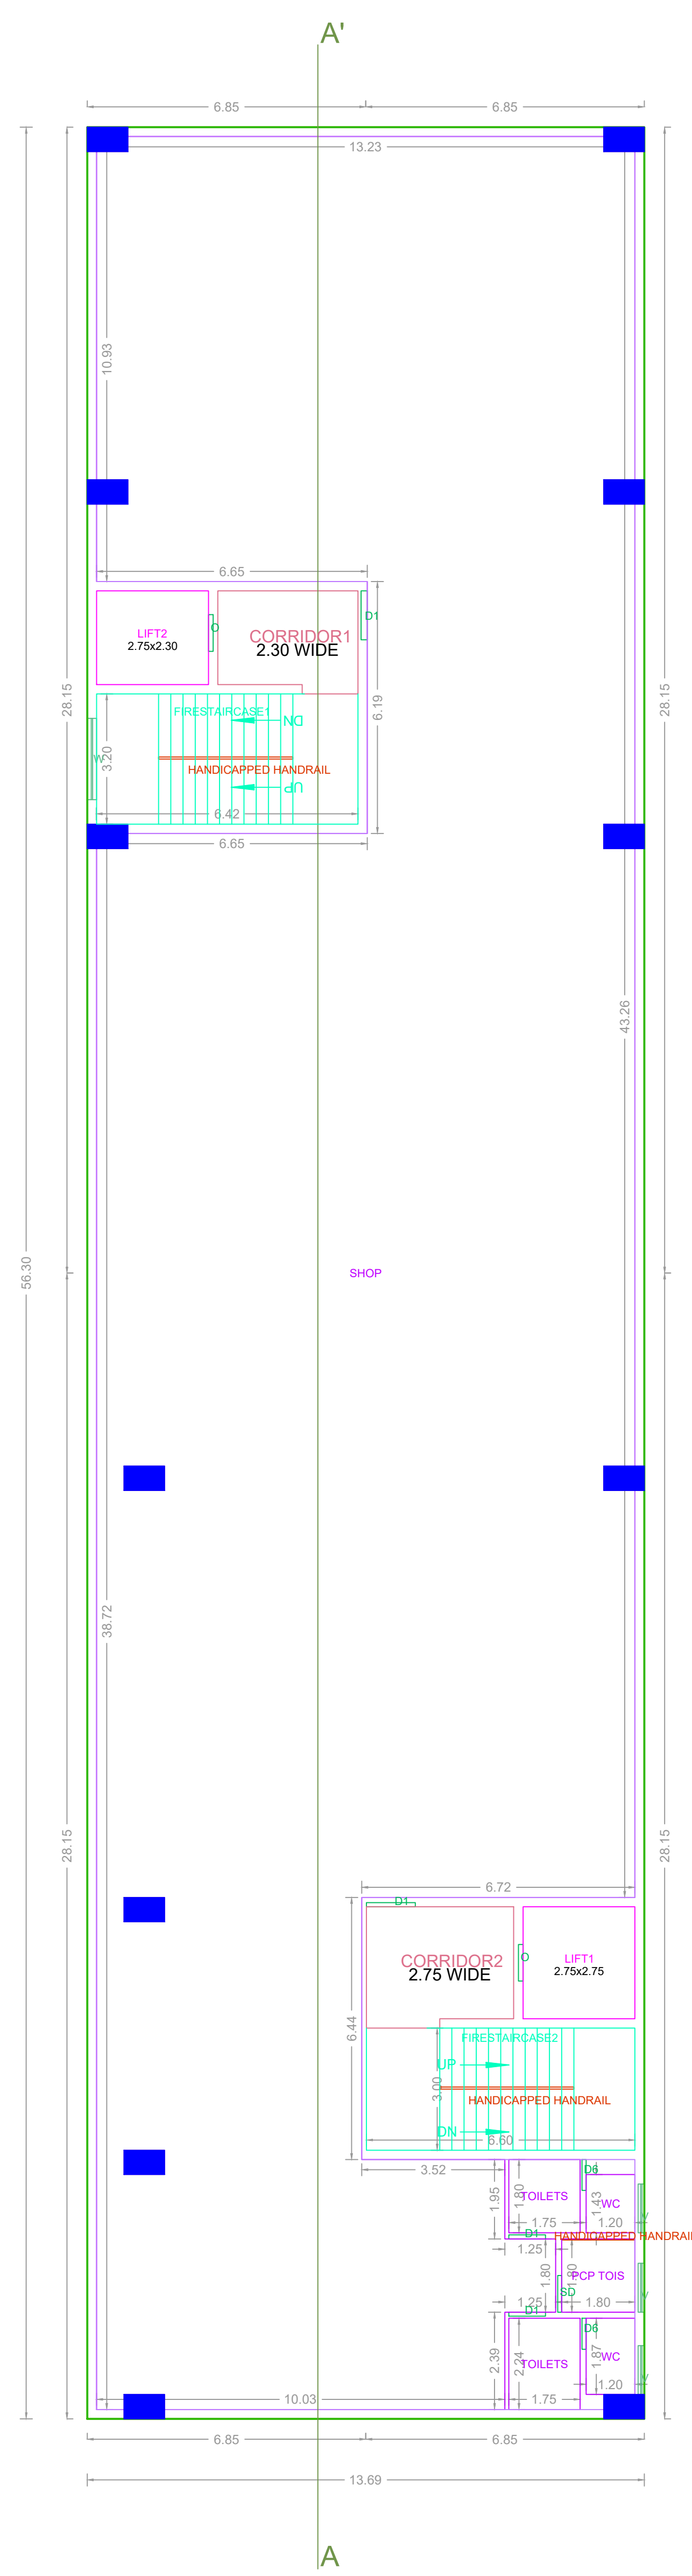 A'
6.85
6.85
13.23
10.93
6.65
LIFT2
2.75x2.30
O
CORRIDOR1
2.30 WIDE
D1
28.15
28.15
6.19
FIRESTAIRCASE1
DN
W
3.20
HANDICAPPED HANDRAIL
UP
6.42
6.65
43.26
56.30
SHOP
38.72
28.15
28.15
6.72
D1
CORRIDOR2
2.75 WIDE
O
LIFT1
2.75x2.75
6.44
FIRESTAIRCASE2
UP
3.00
HANDICAPPED HANDRAIL
DN
6.60
3.52
1.95
1.80
TOILETS
D6
1.43
WC
1.75
1.20
V
D1
HANDICAPPED HANDRAIL
1.25
1.80
1.80
PCP TOIS
SD
V
1.25
1.80
D1
D6
2.39
2.24
TOILETS
1.87
WC
V
1.20
10.03
1.75
6.85
6.85
13.69
A